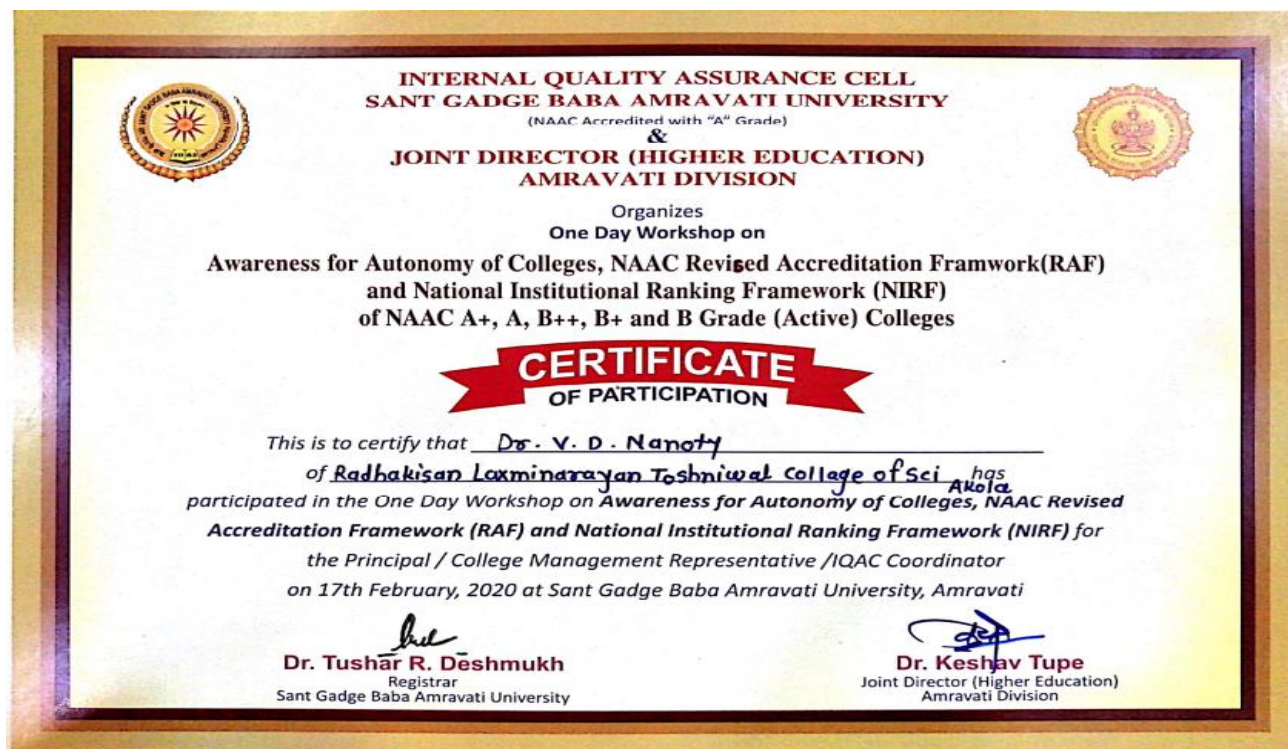 INTERNAL QUALITY ASSURANCE CELL
SANT GADGE BABA AMRAVATI UNIVERSITY
(NAAC Accredited with "A" Grade)
&
JOINT DIRECTOR (HIGHER EDUCATION)
AMRAVATI DIVISION
Organizes
One Day Workshop on
Awareness for Autonomy of Colleges, NAAC Revised Accreditation Framwork(RAF)
and National Institutional Ranking Framework (NIRF)
of NAAC A+, A, B++, B+ and B Grade (Active) Colleges
CERTIFICATE
OF PARTICIPATION
This is to certify that Dr. V. D. Nanoty
of Radhakisan Laxminarayan Toshniwal Collage of Sci Akola has
participated in the One Day Workshop on Awareness for Autonomy of Colleges, NAAC Revised
Accreditation Framework (RAF) and National Institutional Ranking Framework (NIRF) for
the Principal / College Management Representative /IQAC Coordinator
on 17th February, 2020 at Sant Gadge Baba Amravati University, Amravati
Dr. Tushar R. Deshmukh
Registrar
Sant Gadge Baba Amravati University
Dr. Keshav Tupe
Joint Director (Higher Education)
Amravati Division